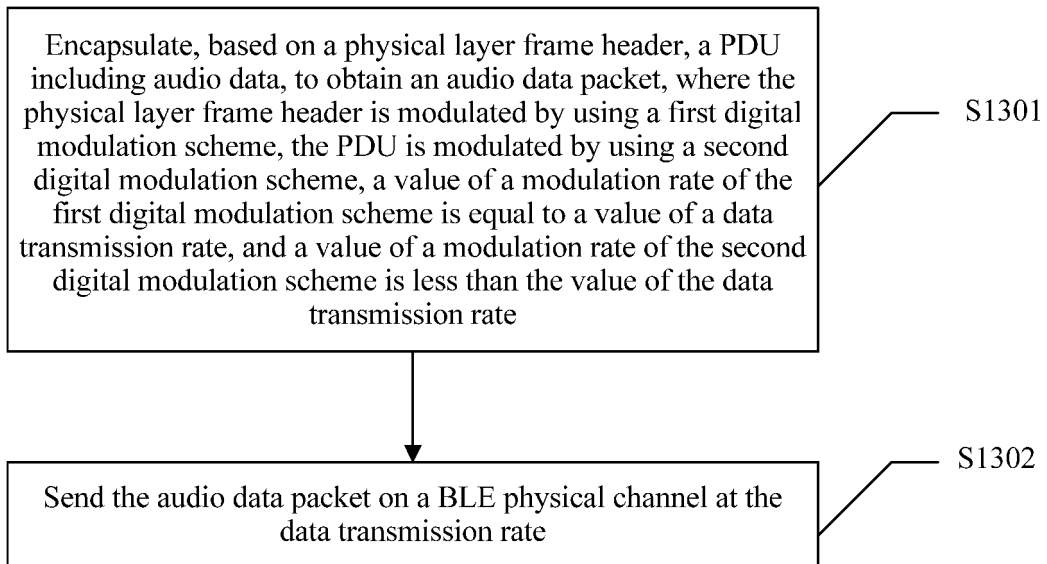 Encapsulate, based on a physical layer frame header, a PDU
including audio data, to obtain an audio data packet, where the
physical layer frame header is modulated by using a first digital
modulation scheme, the PDU is modulated by using a second
digital modulation scheme, a value of a modulation rate of the
first digital modulation scheme is equal to a value of a data
transmission rate, and a value of a modulation rate of the second
digital modulation scheme is less than the value of the data
transmission rate
S1301
Send the audio data packet on a BLE physical channel at the
data transmission rate
S1302